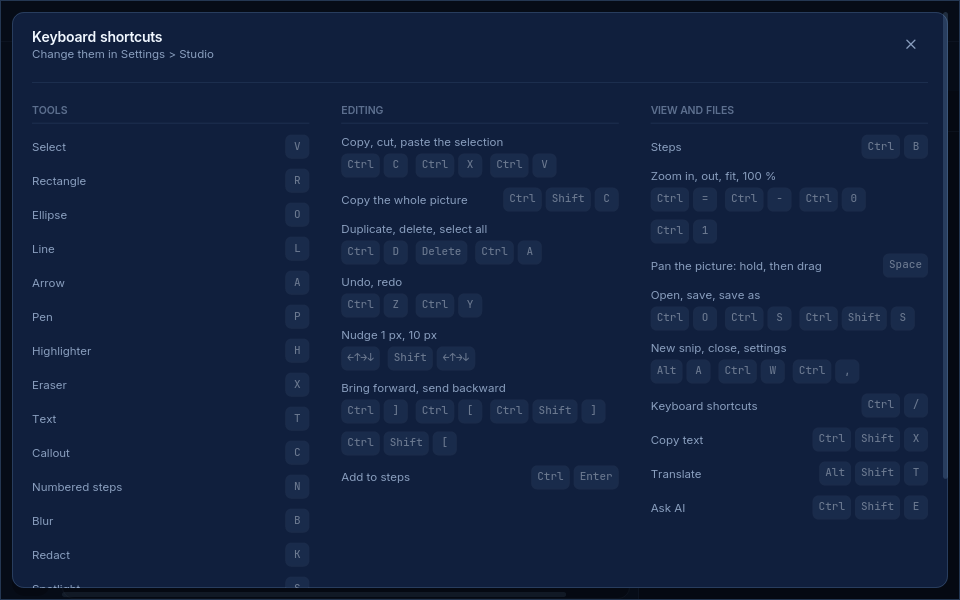 Keyboard shortcuts
Change them in Settings > Studio
TOOLS
Select V
Rectangle R
Ellipse O
Line L
Arrow A
Pen P
Highlighter H
Eraser X
Text T
Callout C
Numbered steps N
Blur B
Redact K
Spotlight S
EDITING
Copy, cut, paste the selection
Ctrl C Ctrl X Ctrl V
Copy the whole picture Ctrl Shift C
Duplicate, delete, select all
Ctrl D Delete Ctrl A
Undo, redo
Ctrl Z Ctrl Y
Nudge 1 px, 10 px
←↑→↓ Shift ←↑→↓
Bring forward, send backward
Ctrl ] Ctrl [ Ctrl Shift ]
Ctrl Shift [
Add to steps Ctrl Enter
VIEW AND FILES
Steps Ctrl B
Zoom in, out, fit, 100 %
Ctrl = Ctrl - Ctrl 0
Ctrl 1
Pan the picture: hold, then drag Space
Open, save, save as
Ctrl O Ctrl S Ctrl Shift S
New snip, close, settings
Alt A Ctrl W Ctrl ,
Keyboard shortcuts Ctrl /
Copy text Ctrl Shift X
Translate Alt Shift T
Ask AI Ctrl Shift E